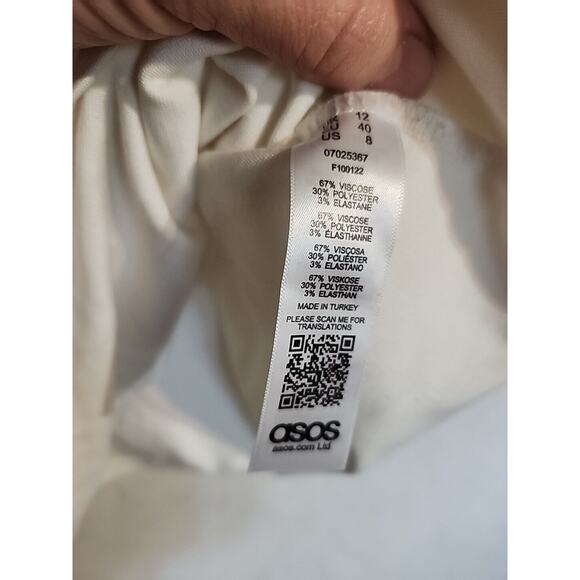 UK 12
EU 40
US 8
07025367
F100122
67% VISCOSE
30% POLYESTER
3% ELASTANE
67% VISCOSE
30% POLYESTER
3% ÉLASTHANNE
67% VISCOSA
30% POLIÉSTER
3% ELASTANO
67% VISKOSE
30% POLYESTER
3% ELASTHAN
MADE IN TURKEY
PLEASE SCAN ME FOR
TRANSLATIONS
asos
asos.com Ltd